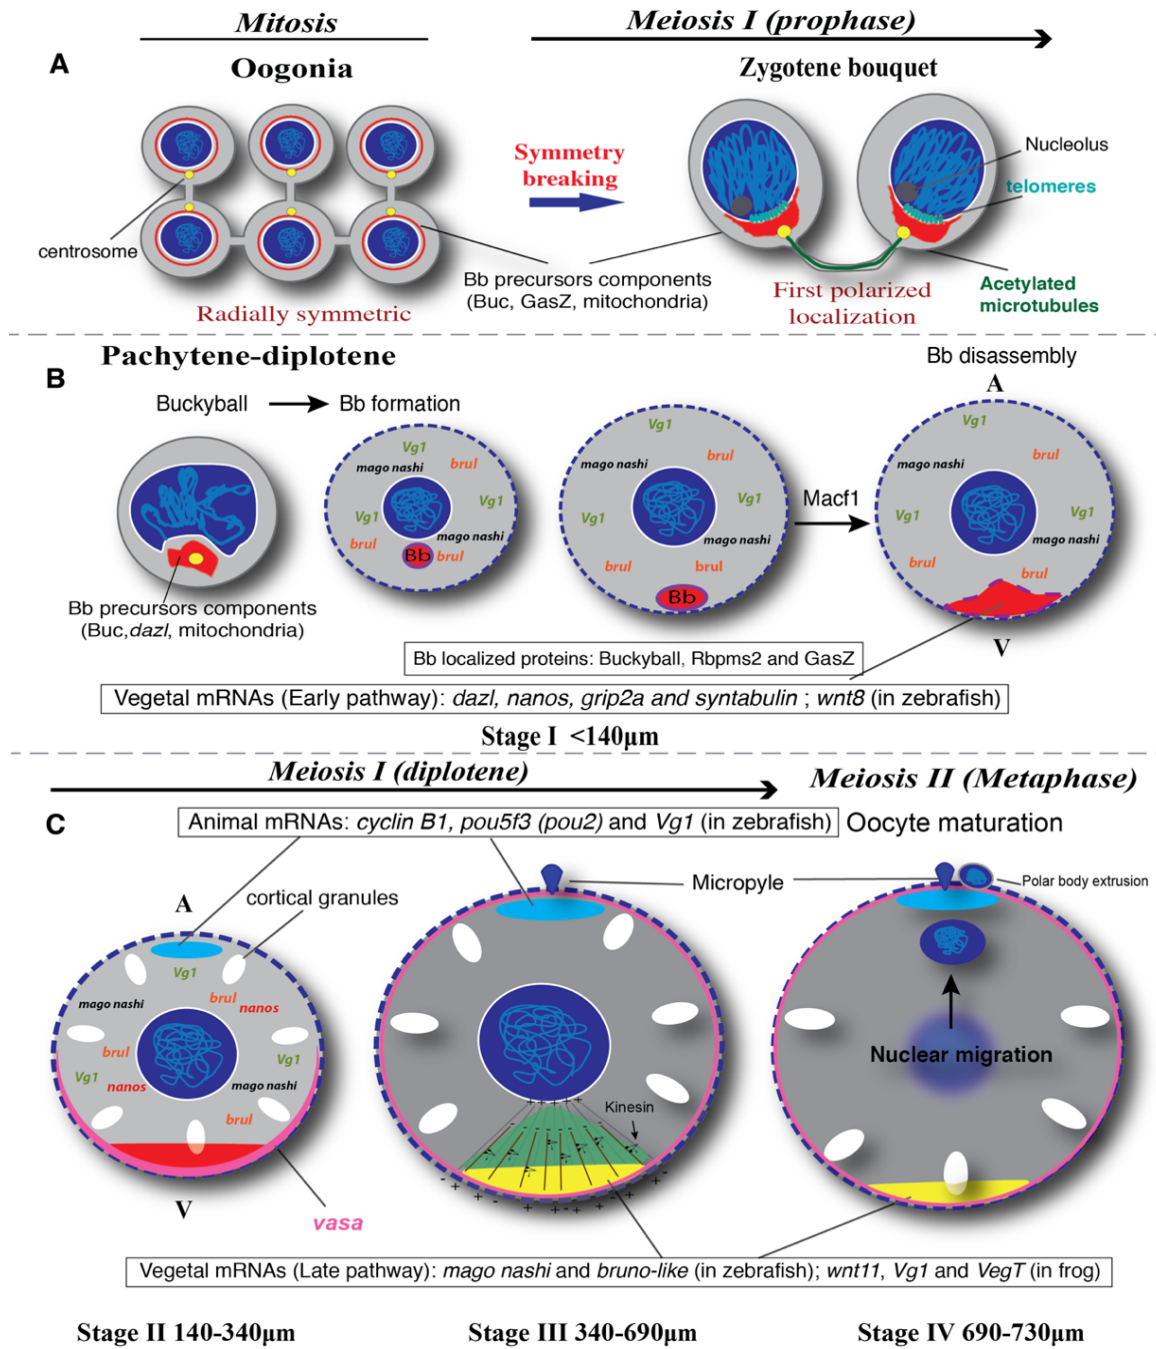 Mitosis
Meiosis I (prophase)
A
Oogonia
Zygotene bouquet
Symmetry
breaking
Nucleolus
telomeres
centrosome
Bb precursors components
(Buc, GasZ, mitochondria)
Acetylated
microtubules
Radially symmetric
First polarized
localization
B
Pachytene-diplotene
Buckyball
Bb formation
Bb disassembly
A
Vg1
mago nashi
brul
Vg1
Vg1
mago nashi
brul
Bb
brul
Vg1
mago nashi
brul
Vg1
Vg1
mago nashi
brul
brul
Bb
Macf1
Vg1
mago nashi
brul
Vg1
Vg1
mago nashi
brul
brul
V
Bb precursors components
(Buc,dazl, mitochondria)
Bb localized proteins: Buckyball, Rbpms2 and GasZ
Vegetal mRNAs (Early pathway): dazl, nanos, grip2a and syntabulin ; wnt8 (in zebrafish)
Stage I <140µm
Meiosis I (diplotene)
Meiosis II (Metaphase)
C
Animal mRNAs: cyclin B1, pou5f3 (pou2) and Vg1 (in zebrafish)
Oocyte maturation
A
cortical granules
Micropyle
Polar body extrusion
Vg1
mago nashi
brul
nanos
brul
Vg1
Vg1
nanos
mago nashi
brul
V
vasa
+++++
Kinesin
Nuclear migration
Vegetal mRNAs (Late pathway): mago nashi and bruno-like (in zebrafish); wnt11, Vg1 and VegT (in frog)
Stage II 140-340µm
Stage III 340-690µm
Stage IV 690-730µm